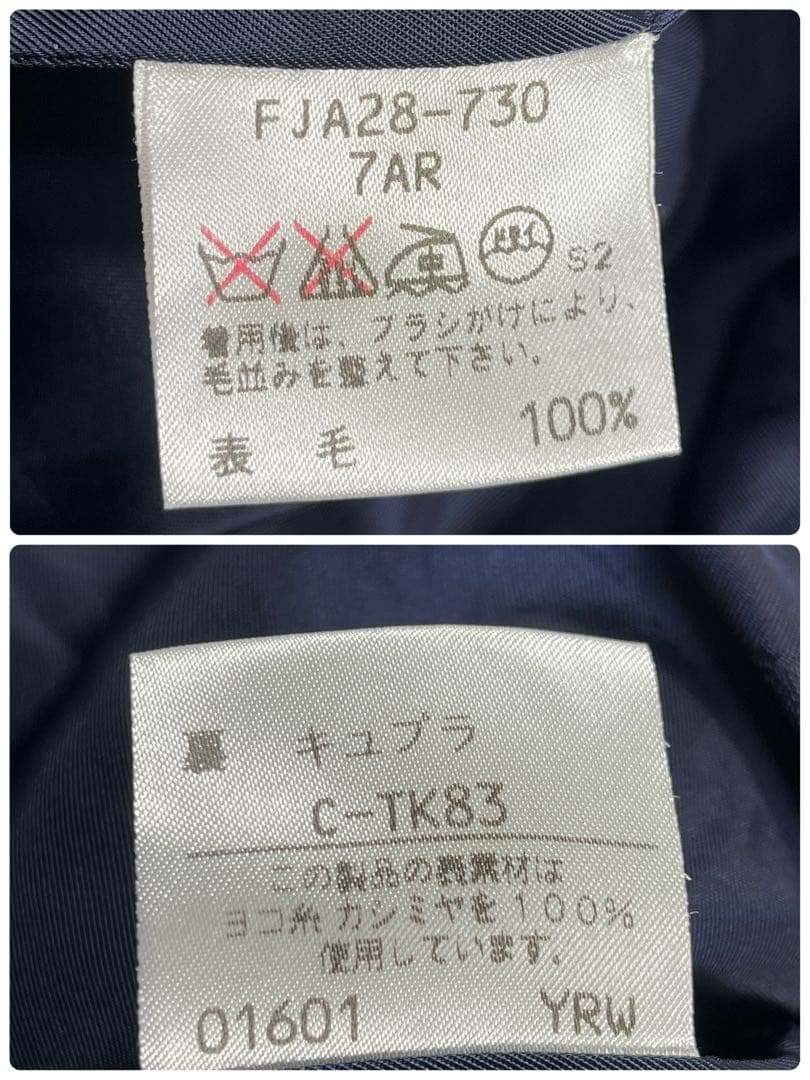 FJA28-730
7AR
中 S2
着用後は、ブラシかけにより、
毛並みを整えて下さい。
表 毛 100%
裏 キュプラ
C-TK83
この製品の表素材は
ヨコ糸 カシミヤを100%
使用しています。
01601 YRW